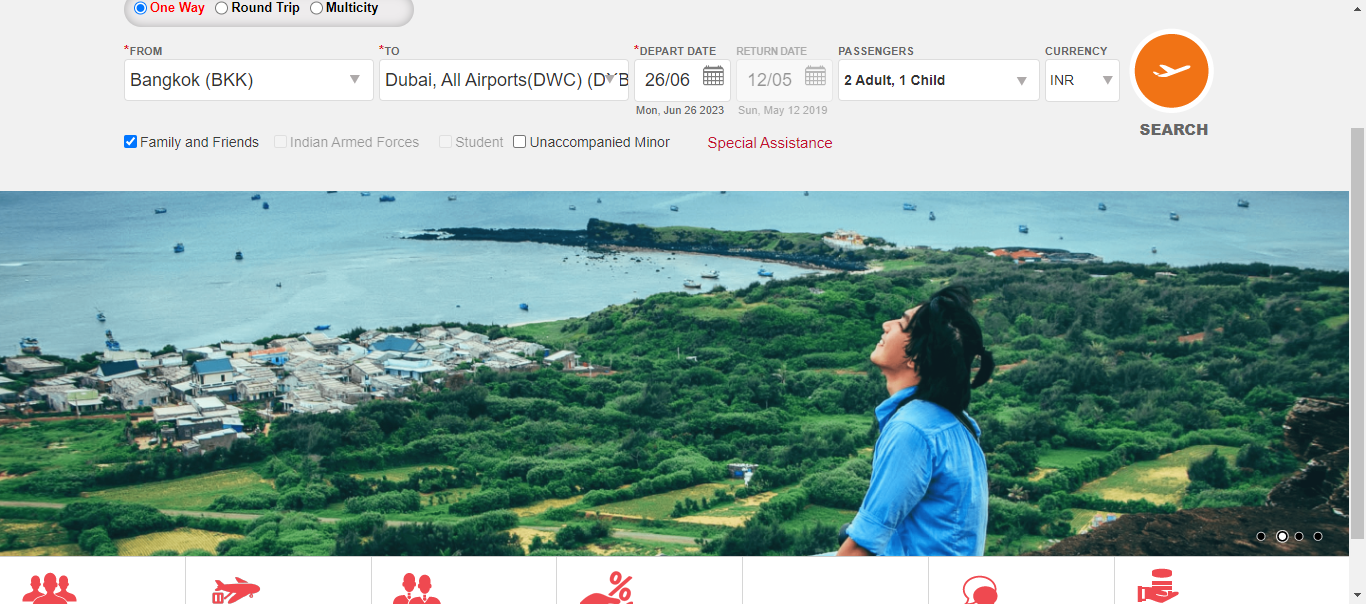 One Way Round Trip Multicity
*FROM *TO *DEPART DATE RETURN DATE PASSENGERS CURRENCY
Bangkok (BKK) Dubai, All Airports(DWC) (D 26/06 12/05 2 Adult, 1 Child INR
Mon, Jun 26 2023 Sun, May 12 2019
SEARCH
Family and Friends Indian Armed Forces Student Unaccompanied Minor Special Assistance
%